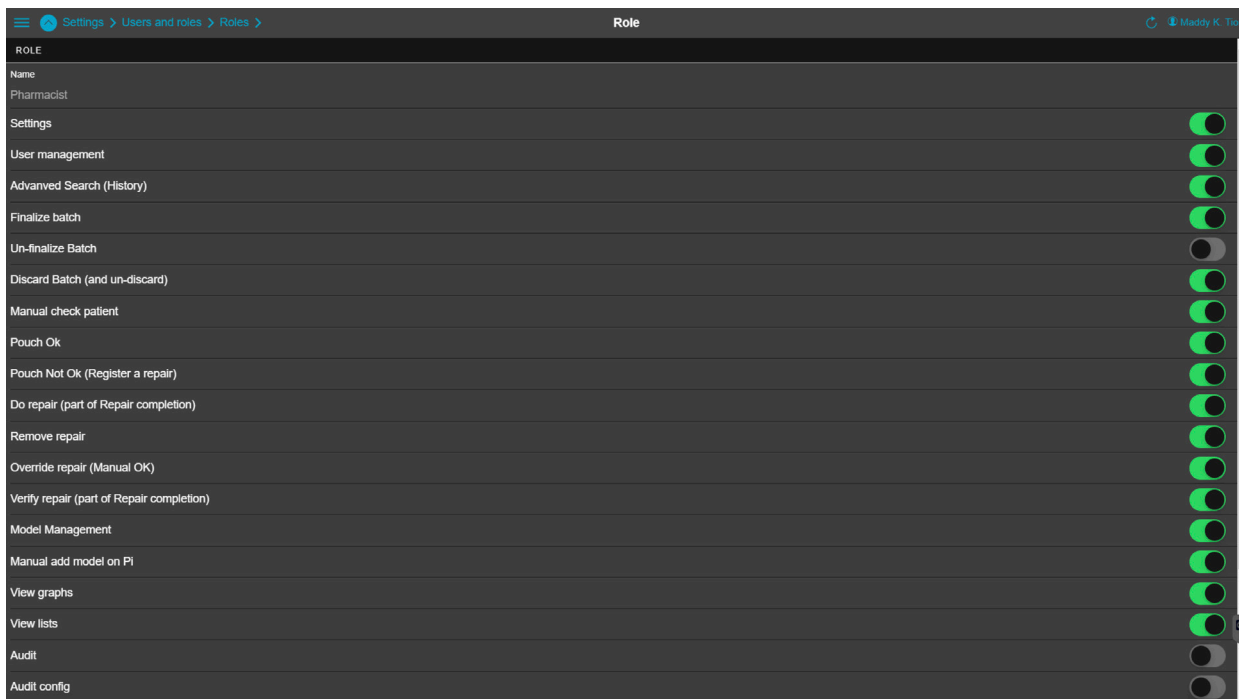 Settings > Users and roles > Roles > Role Maddy K. Tio
ROLE
Name
Pharmacist
Settings
User management
Advanved Search (History)
Finalize batch
Un-finalize Batch
Discard Batch (and un-discard)
Manual check patient
Pouch Ok
Pouch Not Ok (Register a repair)
Do repair (part of Repair completion)
Remove repair
Override repair (Manual OK)
Verify repair (part of Repair completion)
Model Management
Manual add model on Pi
View graphs
View lists
Audit
Audit config